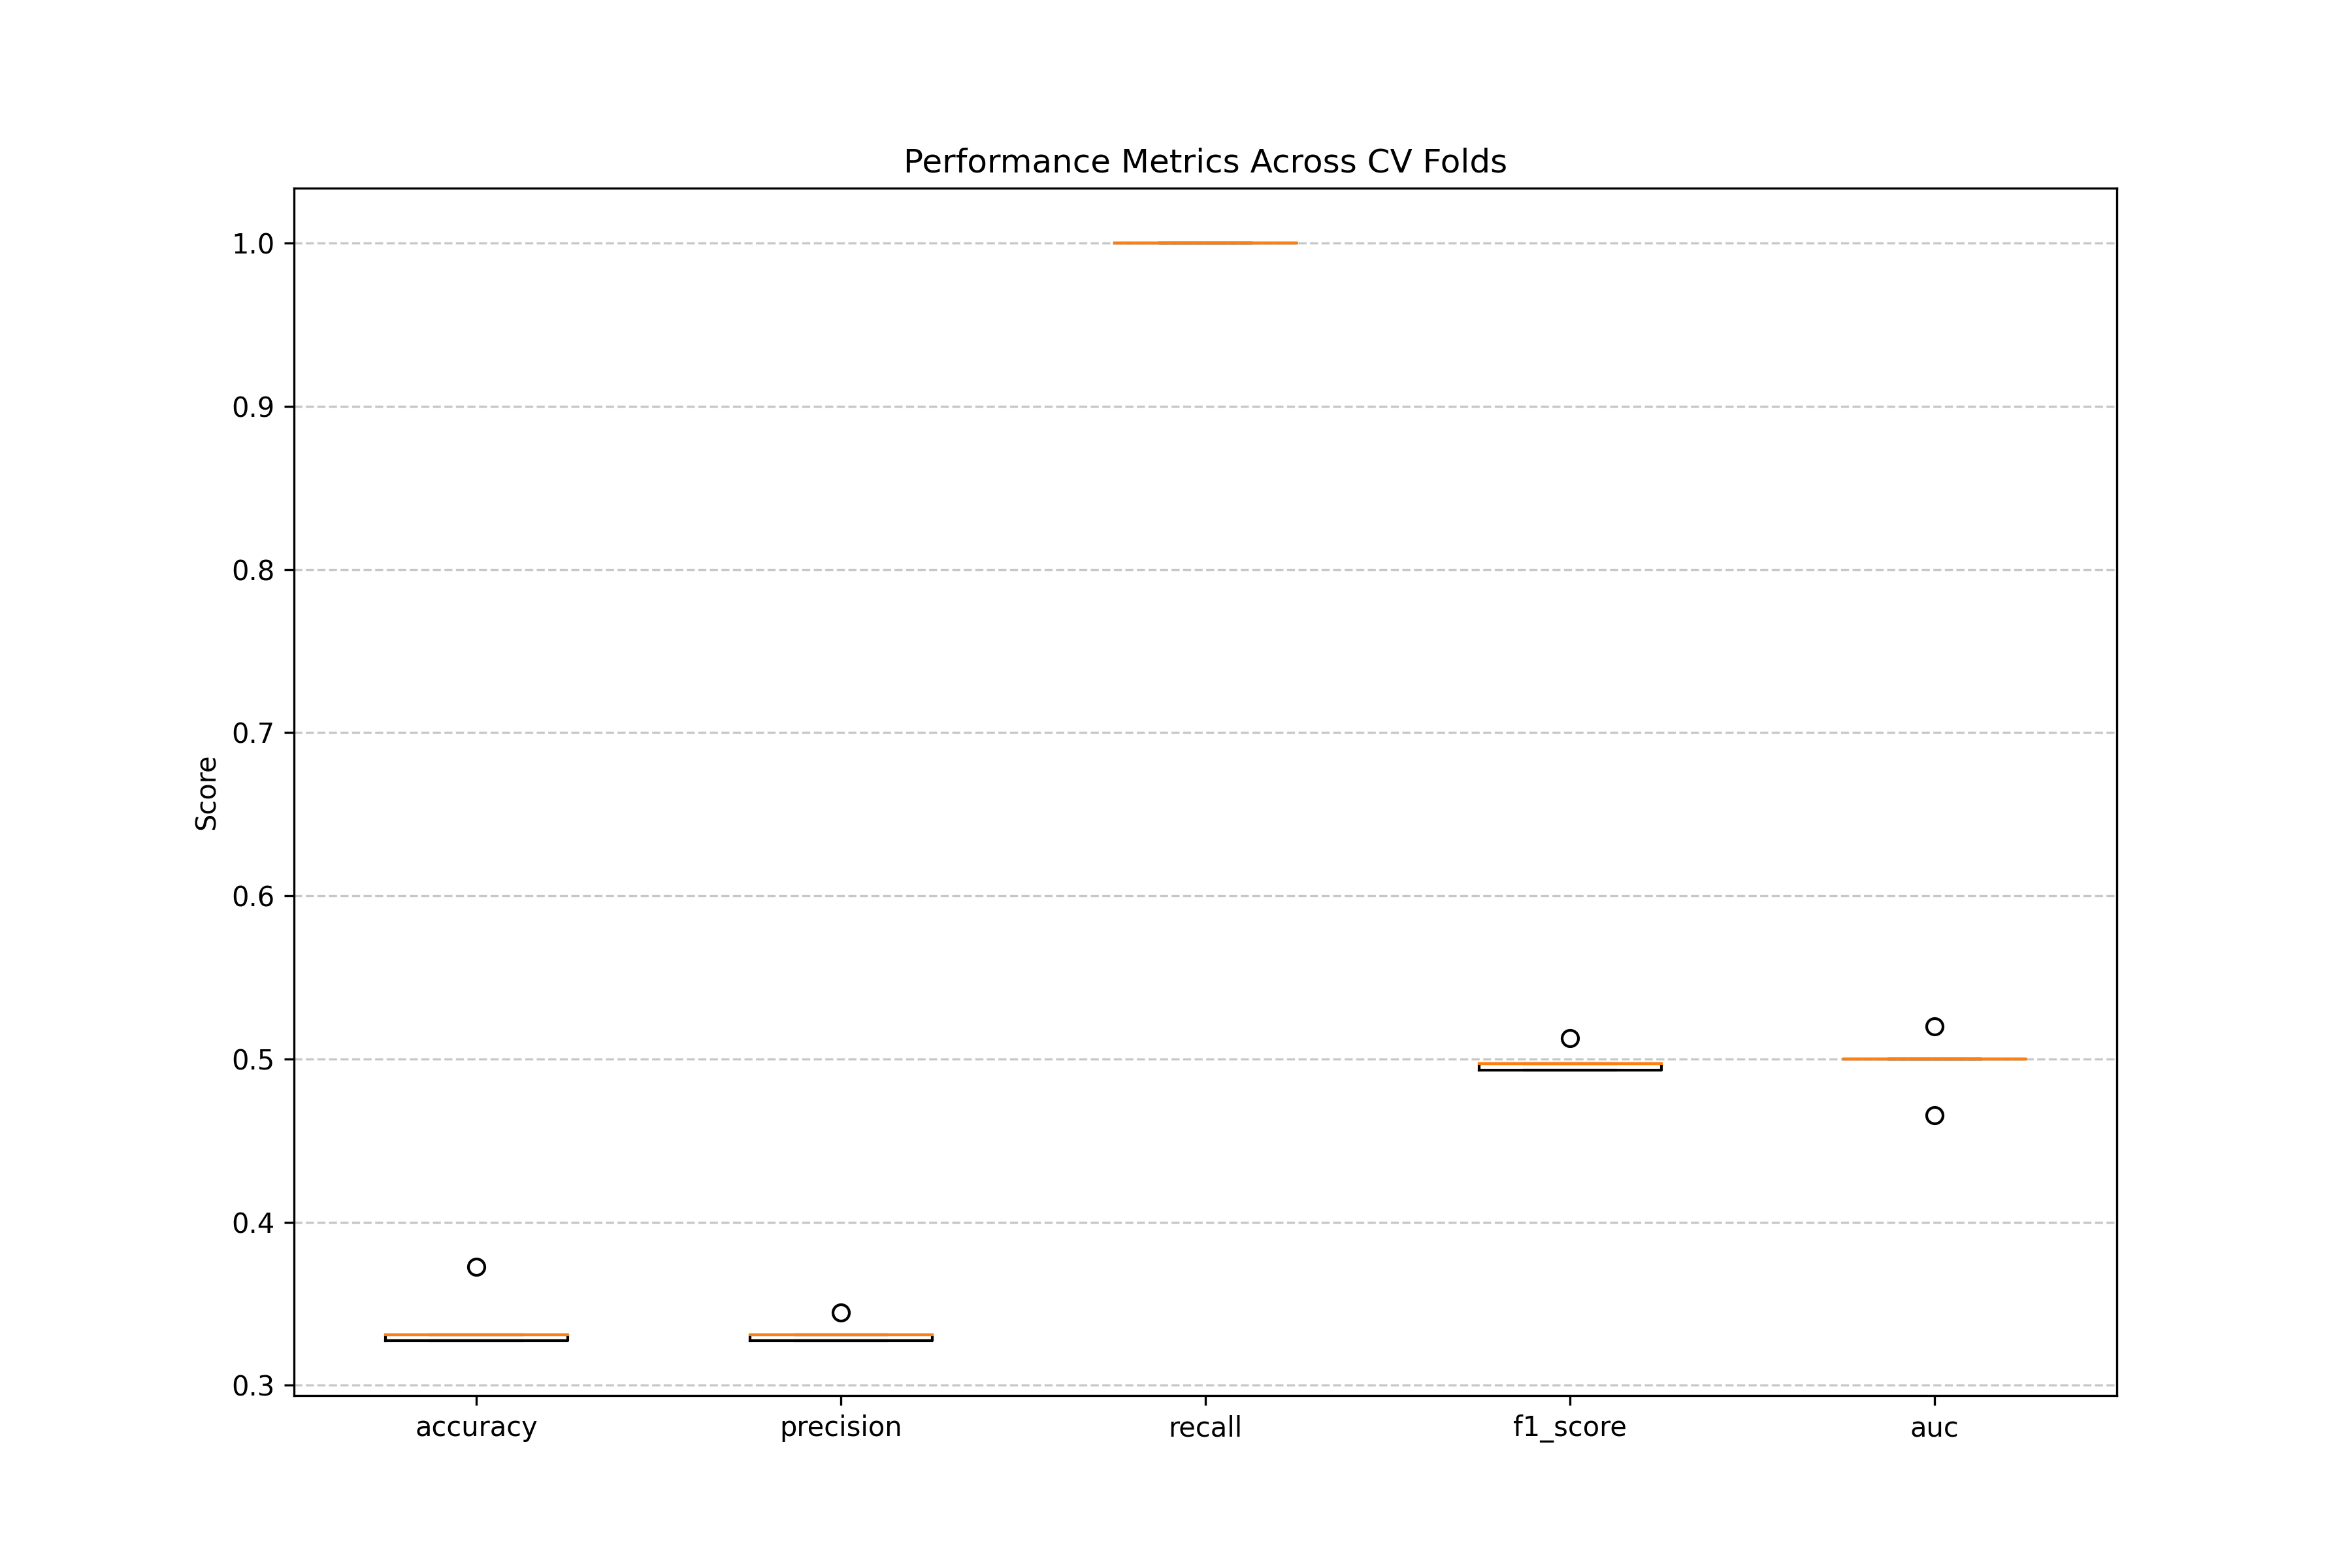 Performance Metrics Across CV Folds
1.0
0.9
0.8
0.7
0.6
0.5
0.4
0.3
Score
accuracy precision recall f1_score auc